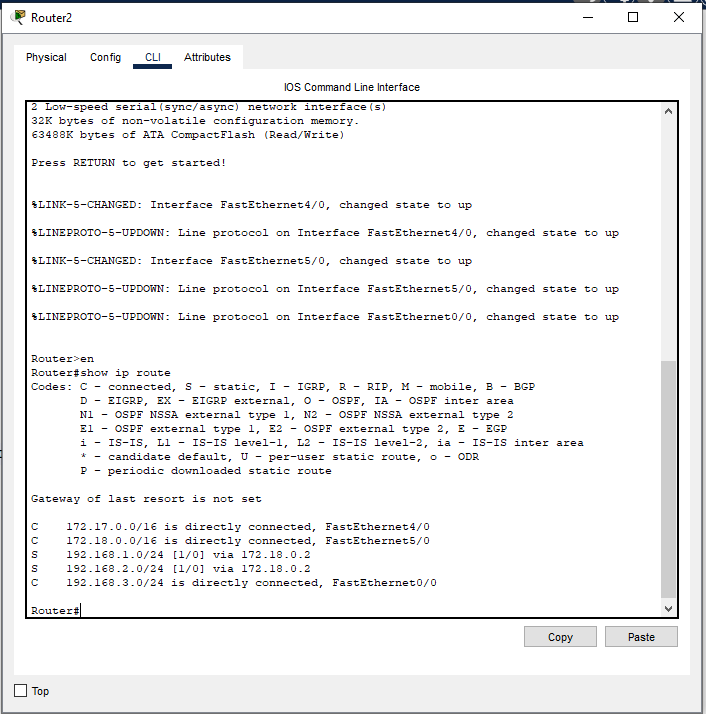 Router2
Physical Config CLI Attributes
IOS Command Line Interface
2 Low-speed serial(sync/async) network interface(s)
32K bytes of non-volatile configuration memory.
63488K bytes of ATA CompactFlash (Read/Write)
Press RETURN to get started!
%LINK-5-CHANGED: Interface FastEthernet4/0, changed state to up
%LINEPROTO-5-UPDOWN: Line protocol on Interface FastEthernet4/0, changed state to up
%LINK-5-CHANGED: Interface FastEthernet5/0, changed state to up
%LINEPROTO-5-UPDOWN: Line protocol on Interface FastEthernet5/0, changed state to up
%LINEPROTO-5-UPDOWN: Line protocol on Interface FastEthernet0/0, changed state to up
Router>en
Router#show ip route
Codes: C - connected, S - static, I - IGRP, R - RIP, M - mobile, B - BGP
D - EIGRP, EX - EIGRP external, O - OSPF, IA - OSPF inter area
N1 - OSPF NSSA external type 1, N2 - OSPF NSSA external type 2
E1 - OSPF external type 1, E2 - OSPF external type 2, E - EGP
i - IS-IS, L1 - IS-IS level-1, L2 - IS-IS level-2, ia - IS-IS inter area
* - candidate default, U - per-user static route, o - ODR
P - periodic downloaded static route
Gateway of last resort is not set
C 172.17.0.0/16 is directly connected, FastEthernet4/0
C 172.18.0.0/16 is directly connected, FastEthernet5/0
S 192.168.1.0/24 [1/0] via 172.18.0.2
S 192.168.2.0/24 [1/0] via 172.18.0.2
C 192.168.3.0/24 is directly connected, FastEthernet0/0
Router#
Copy Paste
Top